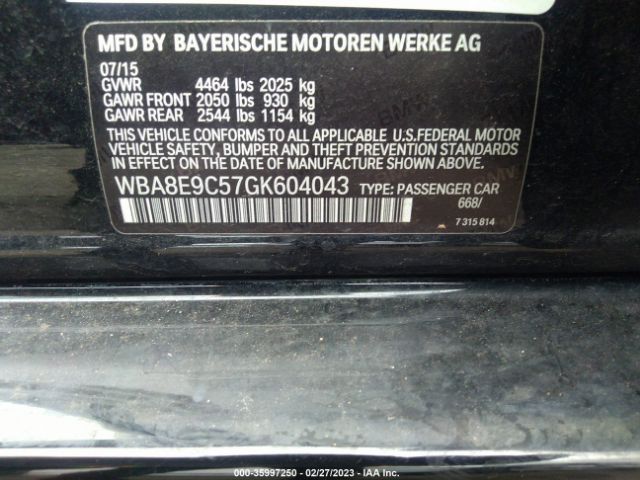 MFD BY BAYERISCHE MOTOREN WERKE AG
07/15
GVWR 4464 lbs 2025 kg
GAWR FRONT 2050 lbs 930 kg
GAWR REAR 2544 lbs 1154 kg
THIS VEHICLE CONFORMS TO ALL APPLICABLE U.S.FEDERAL MOTOR
VEHICLE SAFETY, BUMPER,AND THEFT PREVENTION STANDARDS
IN EFFECT ON THE DATE OF MANUFACTURE SHOWN ABOVE.
WBA8E9C57GK604043 TYPE: PASSENGER CAR
668/
7 315 814
000-35997250 - 02/27/2023 - IAA Inc.